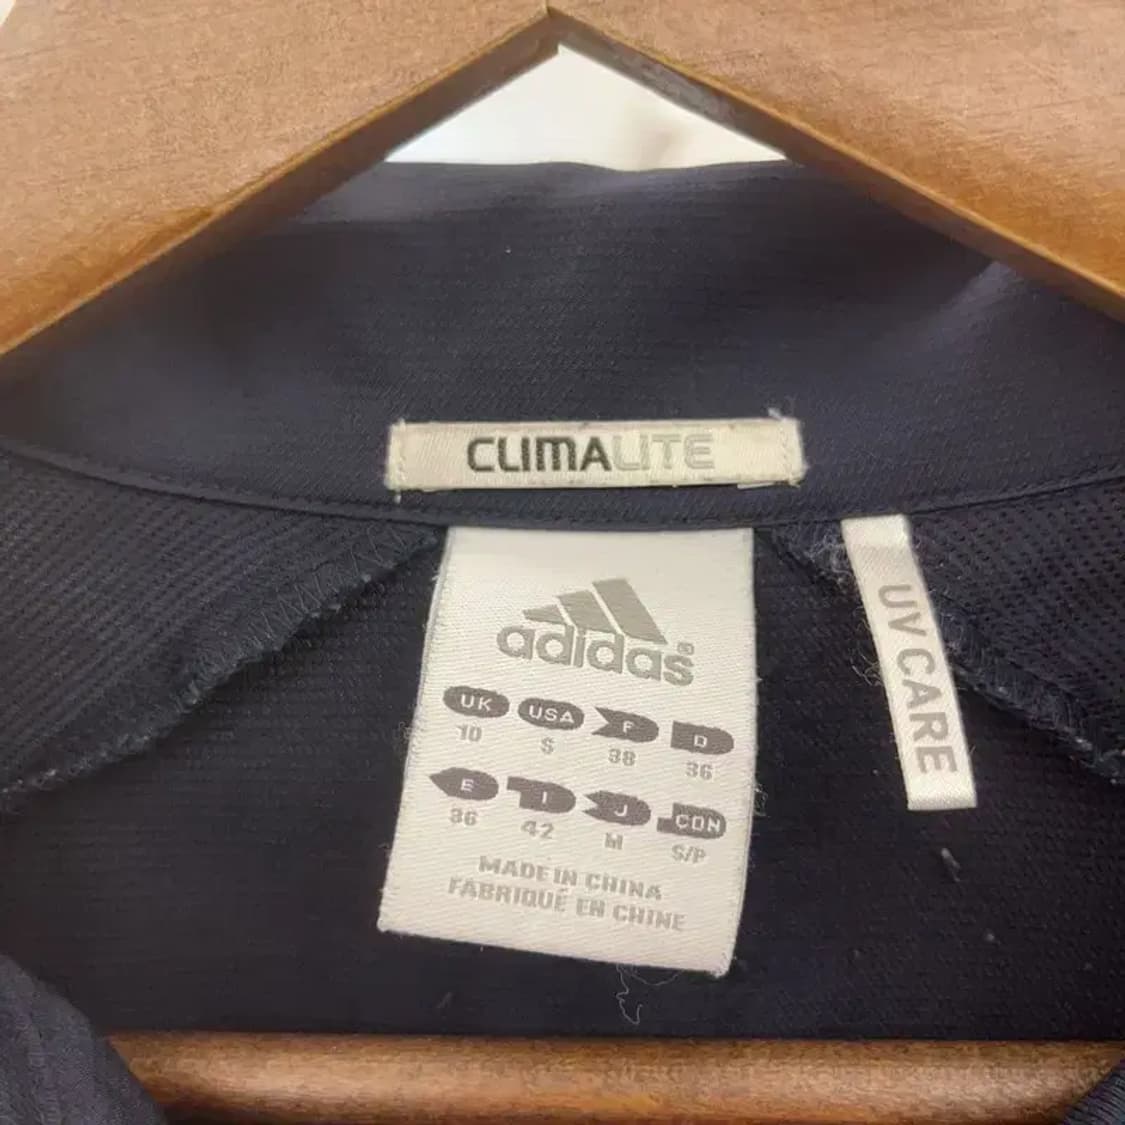 CLIMALITE
adidas®
UK USA F D
10 S 38 36
E I J CON
36 42 M S/P
MADE IN CHINA
FABRIQUÉ EN CHINE
UV CARE